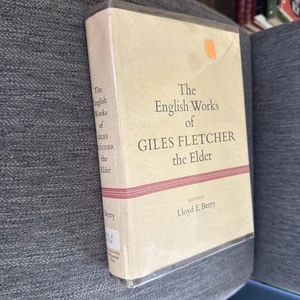 The
English Works
of
GILES FLETCHER
the Elder
Lloyd E. Berry
The
English
Works
of
GILES
FLETCHER
the
Elder
Berry